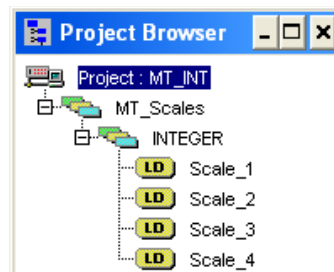 Project Browser
Project : MT_INT
MT_Scales
INTEGER
LD Scale_1
LD Scale_2
LD Scale_3
LD Scale_4